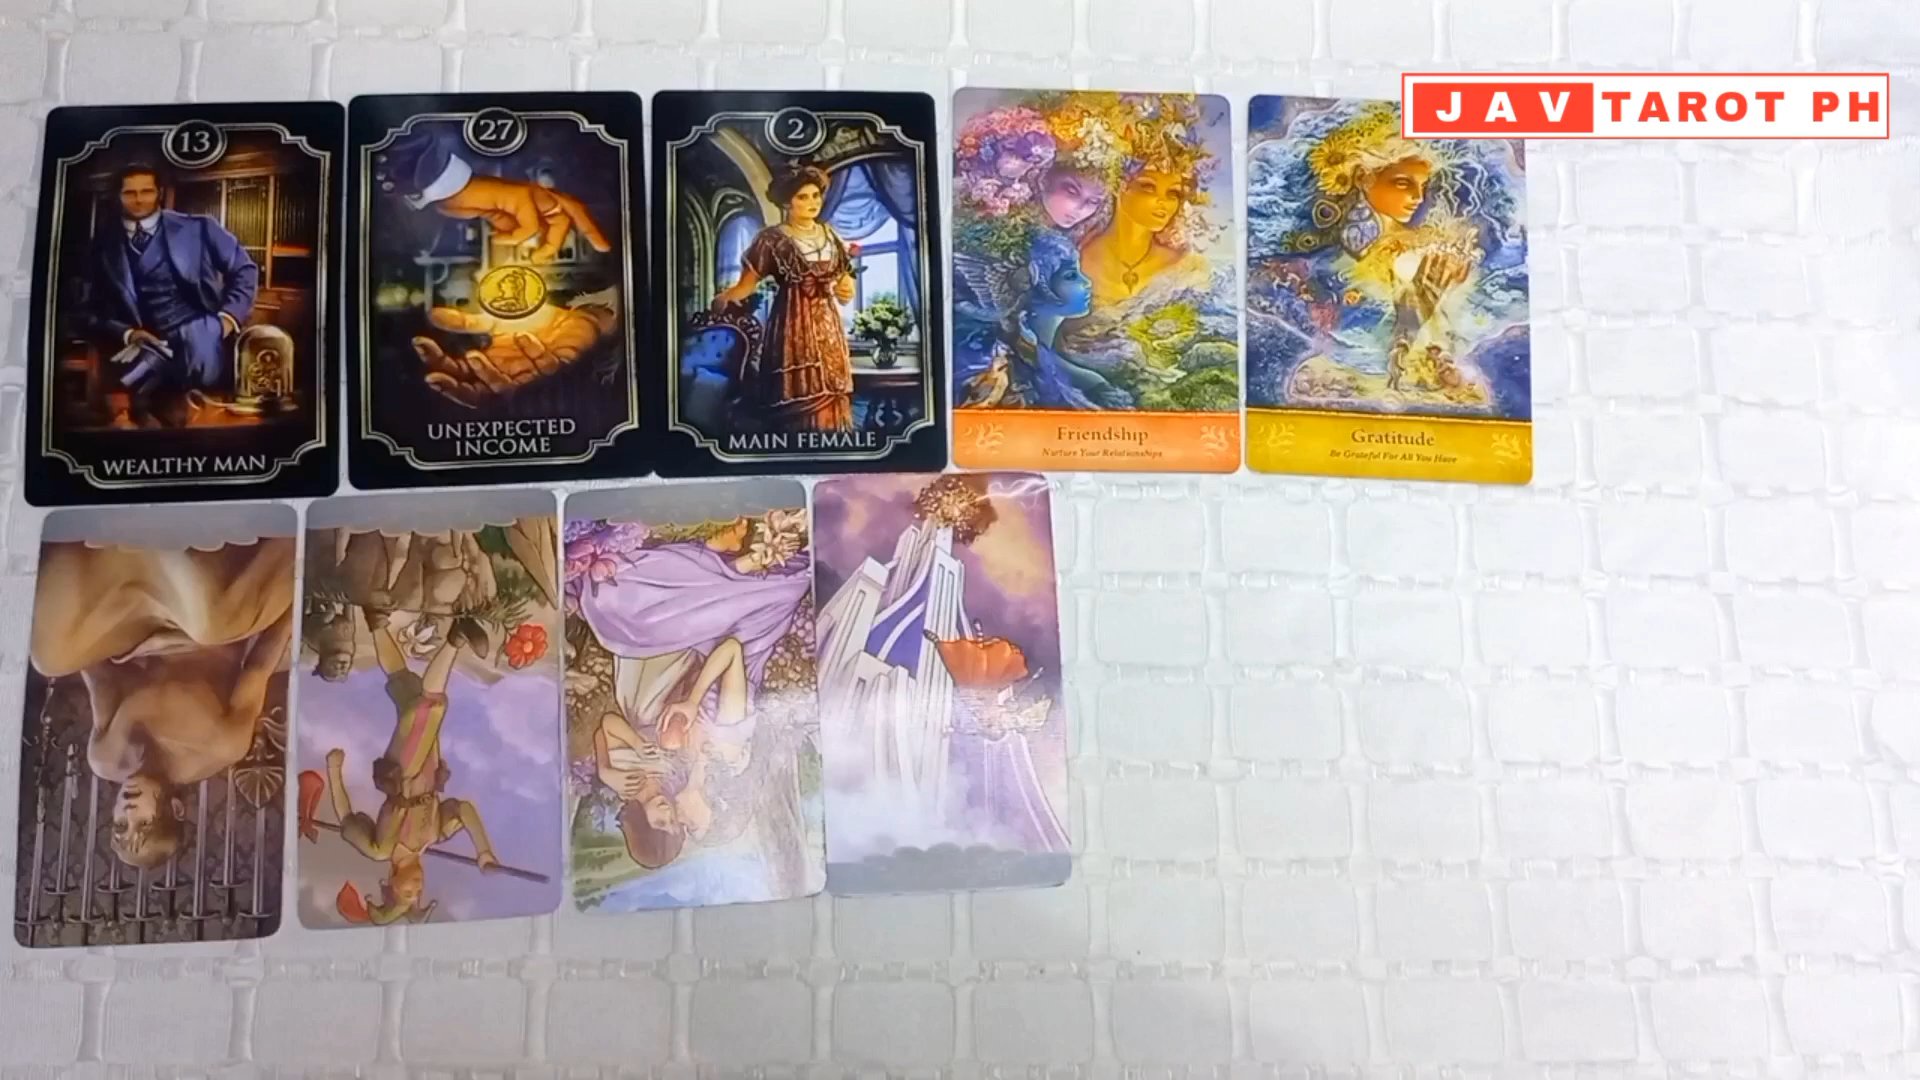 JAV TAROT PH
13
WEALTHY MAN
27
UNEXPECTED
INCOME
2
MAIN FEMALE
Friendship
Nurture Your Relationships
Gratitude
Be Grateful For All You Have